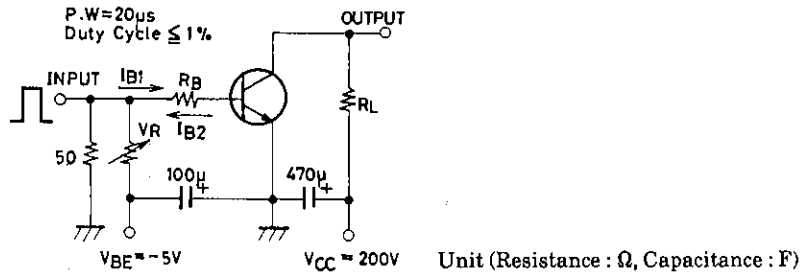 P.W=20µs
Duty Cycle ≦ 1%
OUTPUT
INPUT
IB1
RB
IB2
RL
VR
50
100µ
+
470µ
+
VBE = -5V
VCC = 200V
Unit (Resistance : Ω, Capacitance : F)